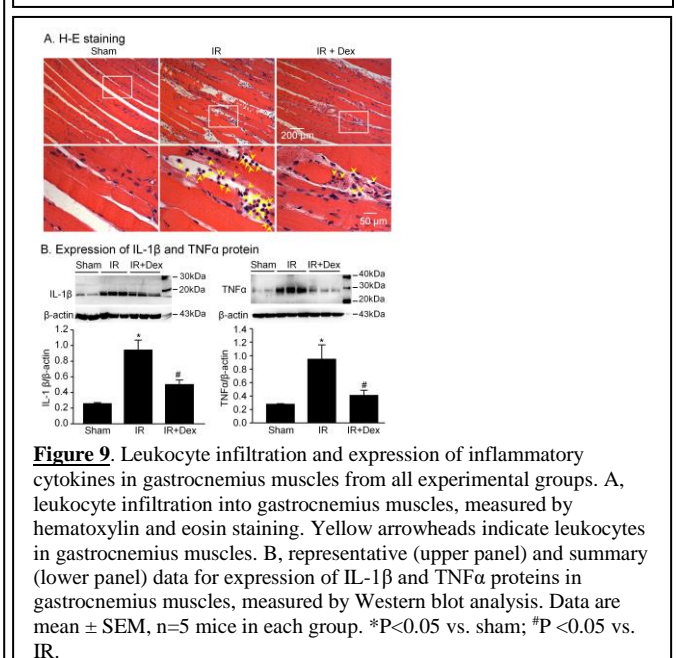 A. H-E staining
Sham IR IR + Dex
200 µm
50 µm
B. Expression of IL-1β and TNFα protein
Sham IR IR+Dex Sham IR IR+Dex
30kDa 40kDa
IL-1β 20kDa TNFα 30kDa
20kDa
β-actin 43kDa β-actin 43kDa
IL-1 β/β-actin
1.2
1.0
0.8
0.6
0.4
0.2
0.0
* #
Sham IR IR+Dex
TNFα/β-actin
1.4
1.2
1.0
0.8
0.6
0.4
0.2
0
* #
Sham IR IR+Dex
Figure 9. Leukocyte infiltration and expression of inflammatory
cytokines in gastrocnemius muscles from all experimental groups. A,
leukocyte infiltration into gastrocnemius muscles, measured by
hematoxylin and eosin staining. Yellow arrowheads indicate leukocytes
in gastrocnemius muscles. B, representative (upper panel) and summary
(lower panel) data for expression of IL-1β and TNFα proteins in
gastrocnemius muscles, measured by Western blot analysis. Data are
mean ± SEM, n=5 mice in each group. *P<0.05 vs. sham; #P <0.05 vs.
IR.